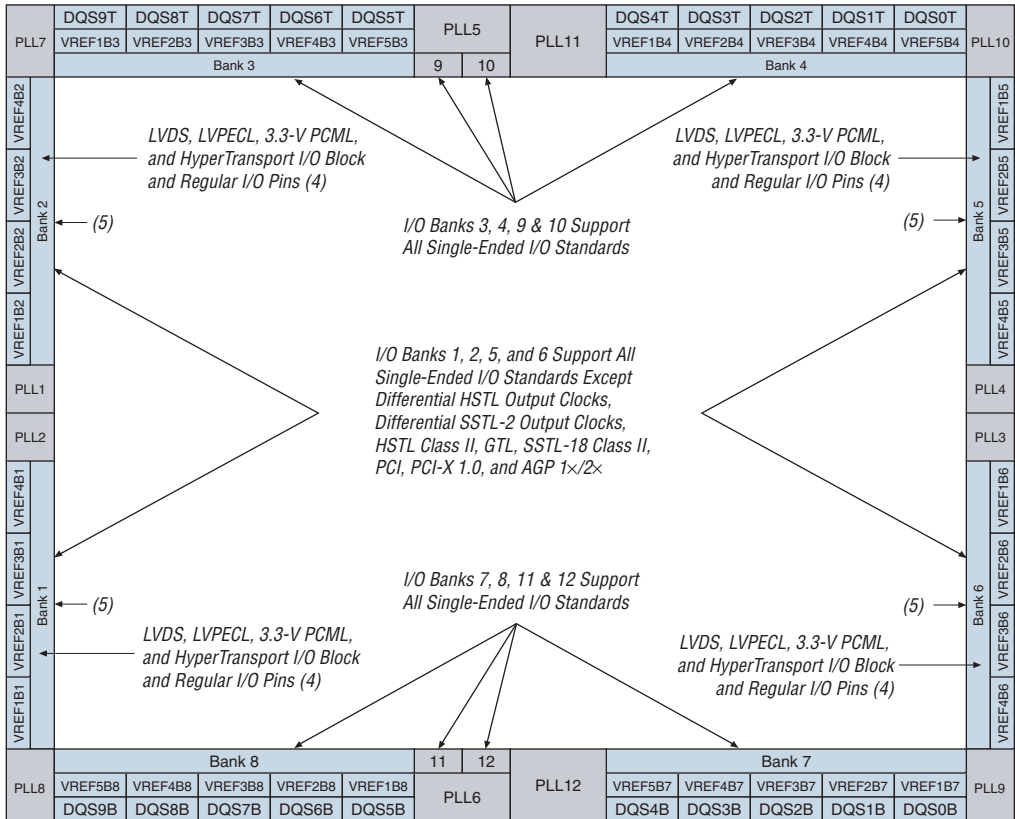 PLL7
DQS9T DQS8T DQS7T DQS6T DQS5T
VREF1B3 VREF2B3 VREF3B3 VREF4B3 VREF5B3
Bank 3
PLL5
9 10
PLL11
DQS4T DQS3T DQS2T DQS1T DQS0T
VREF1B4 VREF2B4 VREF3B4 VREF4B4 VREF5B4
Bank 4
PLL10
VREF4B2
VREF3B2
VREF2B2
VREF1B2
Bank 2
LVDS, LVPECL, 3.3-V PCML,
and HyperTransport I/O Block
and Regular I/O Pins (4)
(5)
I/O Banks 3, 4, 9 & 10 Support
All Single-Ended I/O Standards
LVDS, LVPECL, 3.3-V PCML,
and HyperTransport I/O Block
and Regular I/O Pins (4)
(5)
Bank 5
VREF1B5
VREF2B5
VREF3B5
VREF4B5
PLL1
PLL2
I/O Banks 1, 2, 5, and 6 Support All
Single-Ended I/O Standards Except
Differential HSTL Output Clocks,
Differential SSTL-2 Output Clocks,
HSTL Class II, GTL, SSTL-18 Class II,
PCI, PCI-X 1.0, and AGP 1×/2×
PLL4
PLL3
VREF4B1
VREF3B1
VREF2B1
VREF1B1
Bank 1
(5)
LVDS, LVPECL, 3.3-V PCML,
and HyperTransport I/O Block
and Regular I/O Pins (4)
I/O Banks 7, 8, 11 & 12 Support
All Single-Ended I/O Standards
(5)
LVDS, LVPECL, 3.3-V PCML,
and HyperTransport I/O Block
and Regular I/O Pins (4)
Bank 6
VREF1B6
VREF2B6
VREF3B6
VREF4B6
PLL8
Bank 8
VREF5B8 VREF4B8 VREF3B8 VREF2B8 VREF1B8
DQS9B DQS8B DQS7B DQS6B DQS5B
11 12
PLL6
PLL12
Bank 7
VREF5B7 VREF4B7 VREF3B7 VREF2B7 VREF1B7
DQS4B DQS3B DQS2B DQS1B DQS0B
PLL9